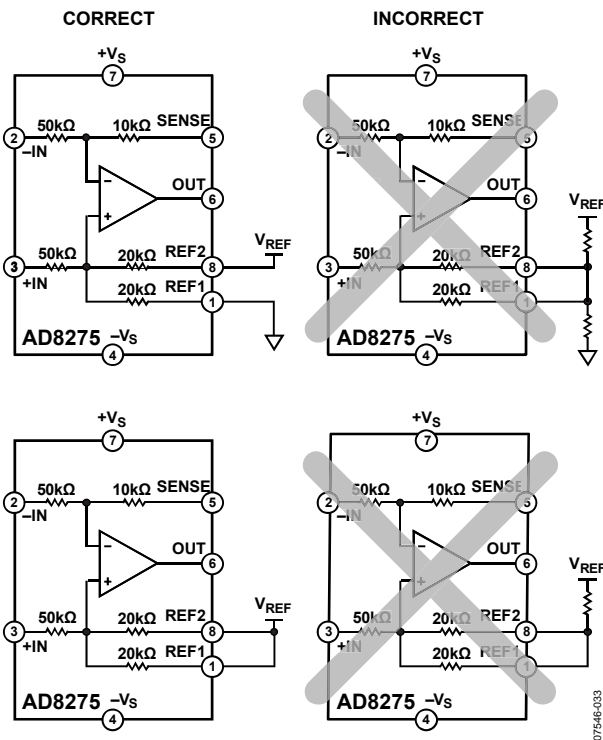 CORRECT
INCORRECT
+VS
7
50kΩ
10kΩ SENSE
2
–IN
5
–
OUT
6
+
50kΩ
20kΩ REF2
VREF
3
+IN
8
20kΩ REF1
1
AD8275 –VS
4
+VS
7
50kΩ
10kΩ SENSE
2
–IN
5
–
OUT
6
+
VREF
50kΩ
20kΩ REF2
3
+IN
8
20kΩ REF1
1
AD8275 –VS
4
+VS
7
50kΩ
10kΩ SENSE
2
–IN
5
–
OUT
6
+
50kΩ
20kΩ REF2
VREF
3
+IN
8
20kΩ REF1
1
AD8275 –VS
4
+VS
7
50kΩ
10kΩ SENSE
2
–IN
5
–
OUT
6
+
VREF
50kΩ
20kΩ REF2
3
+IN
8
20kΩ REF1
1
AD8275 –VS
4
07546-033